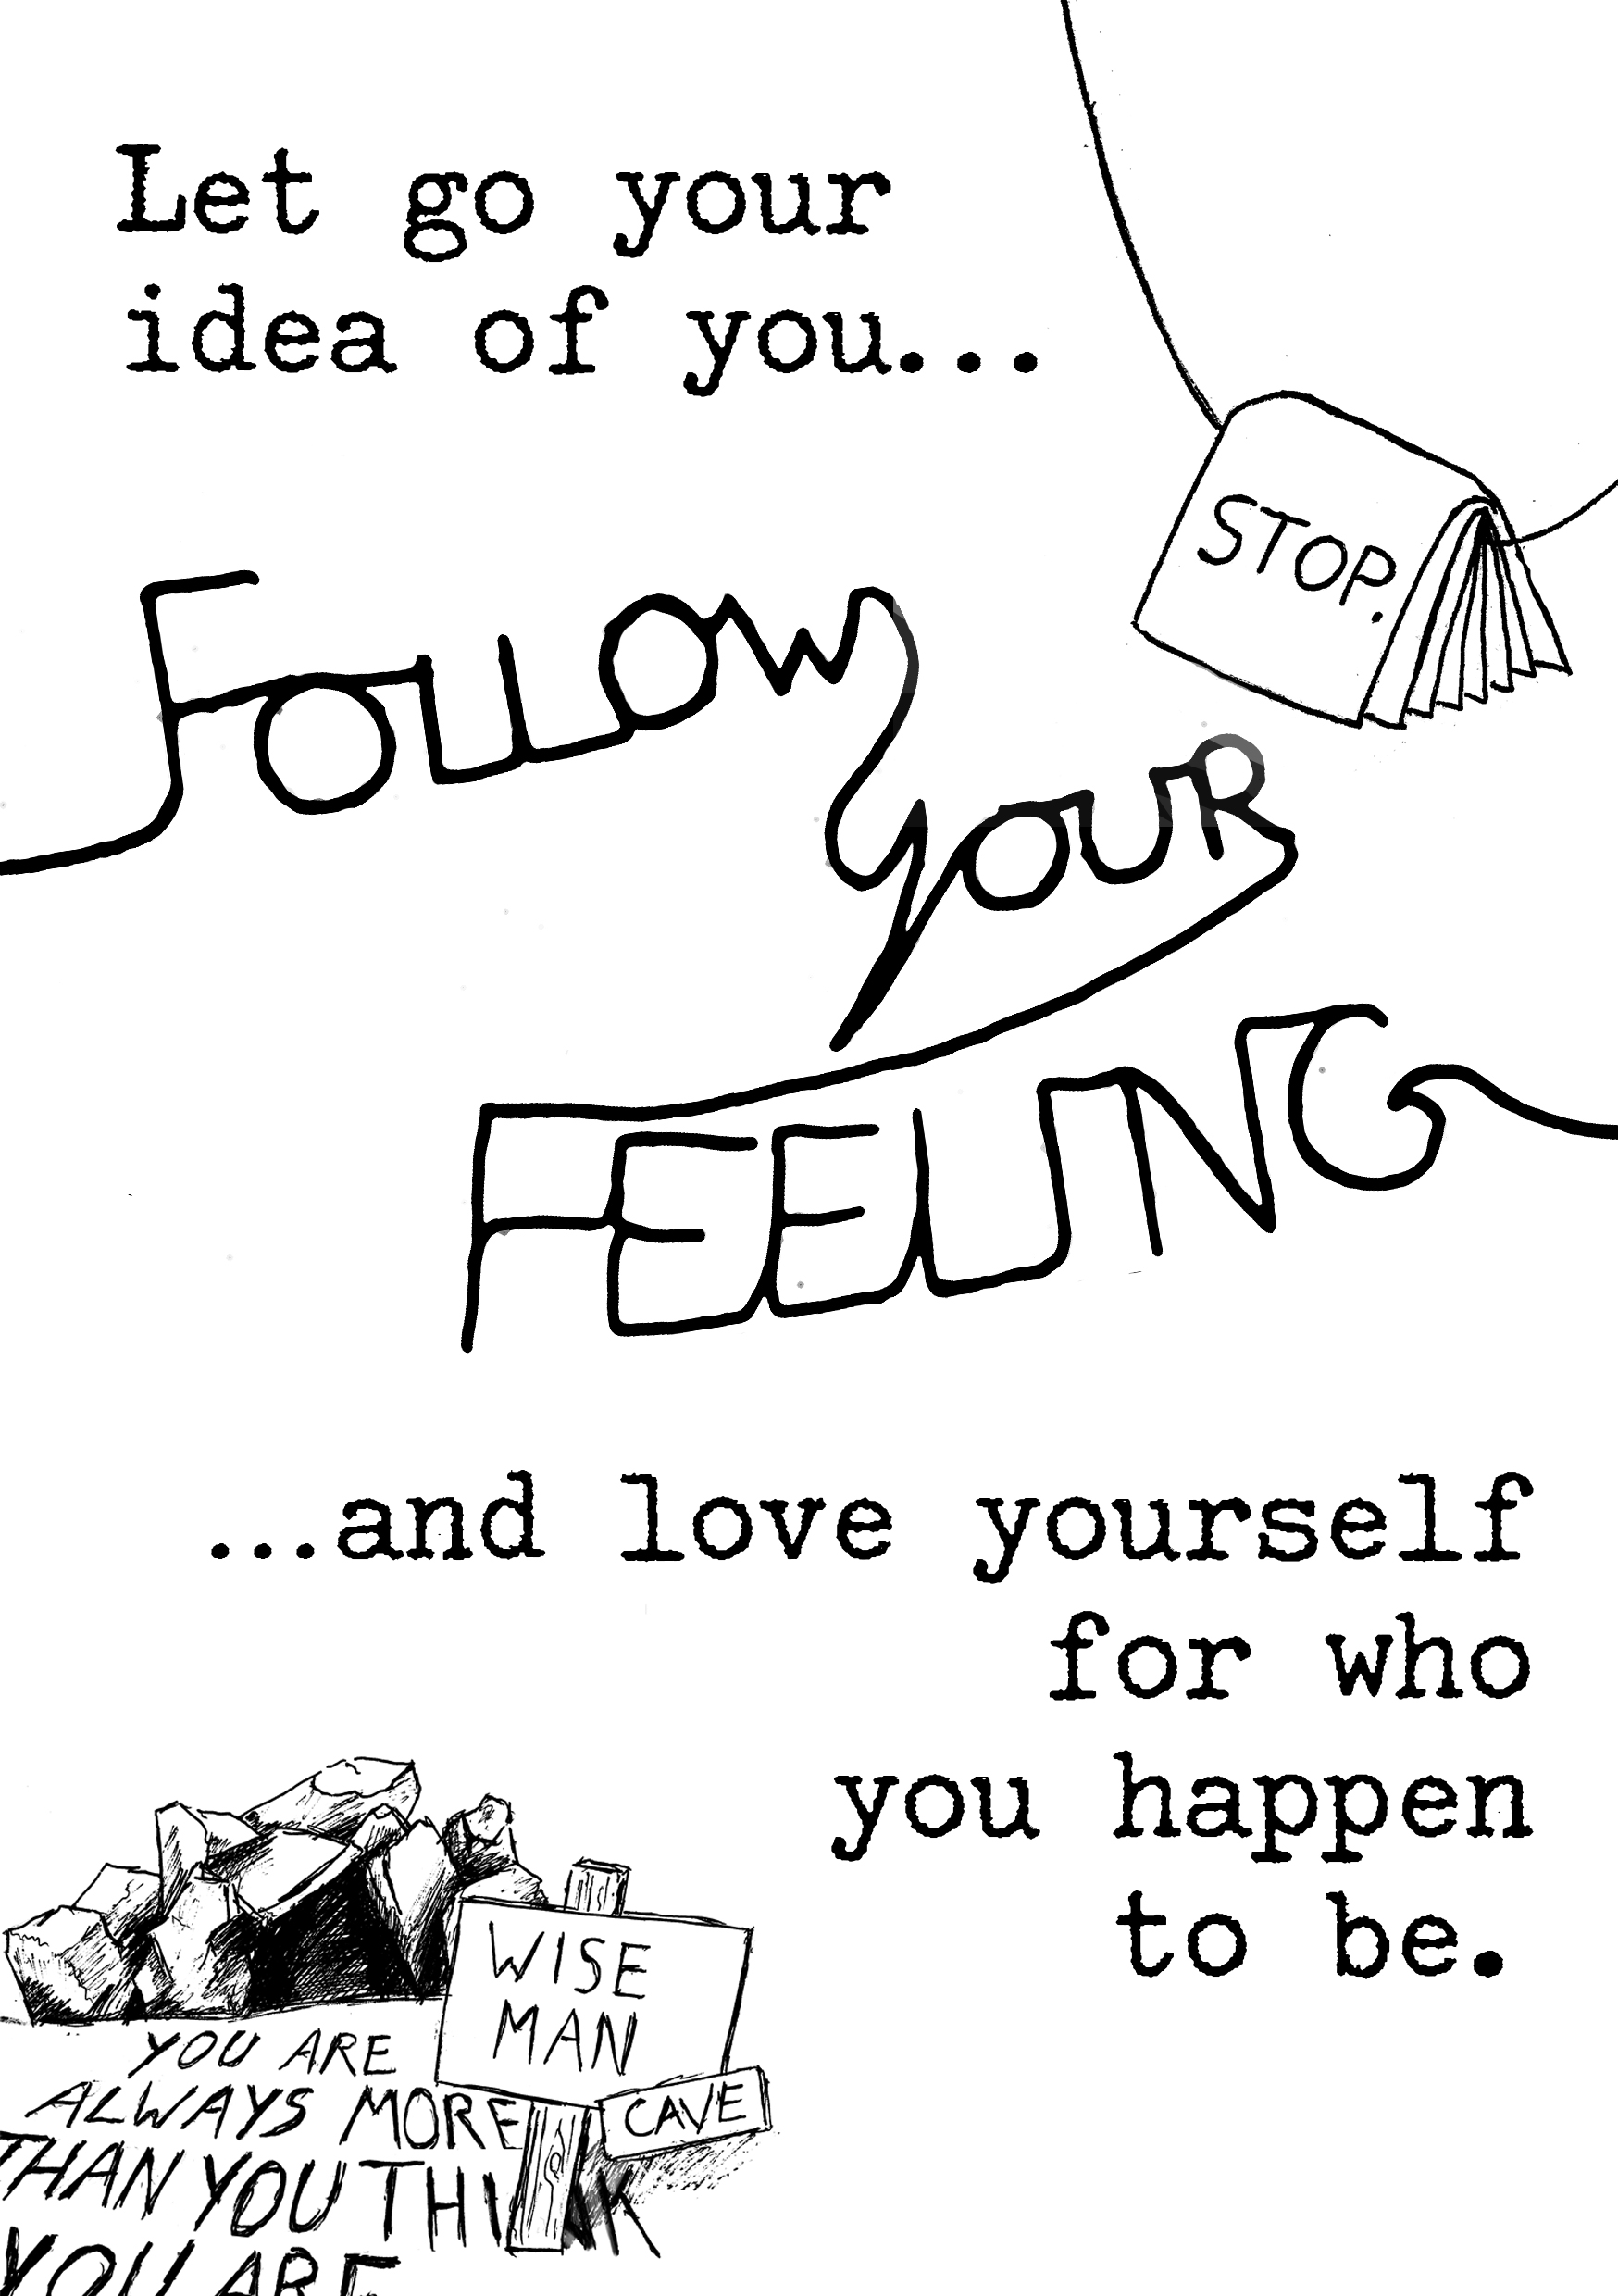 Let go your
idea of you...
STOP.
FOLLOW
YOUR
FEELING
...and love yourself
for who
you happen
to be.
WISE
MAN
CAVE
YOU ARE
ALWAYS MORE
THAN YOU THINK
YOU ARE